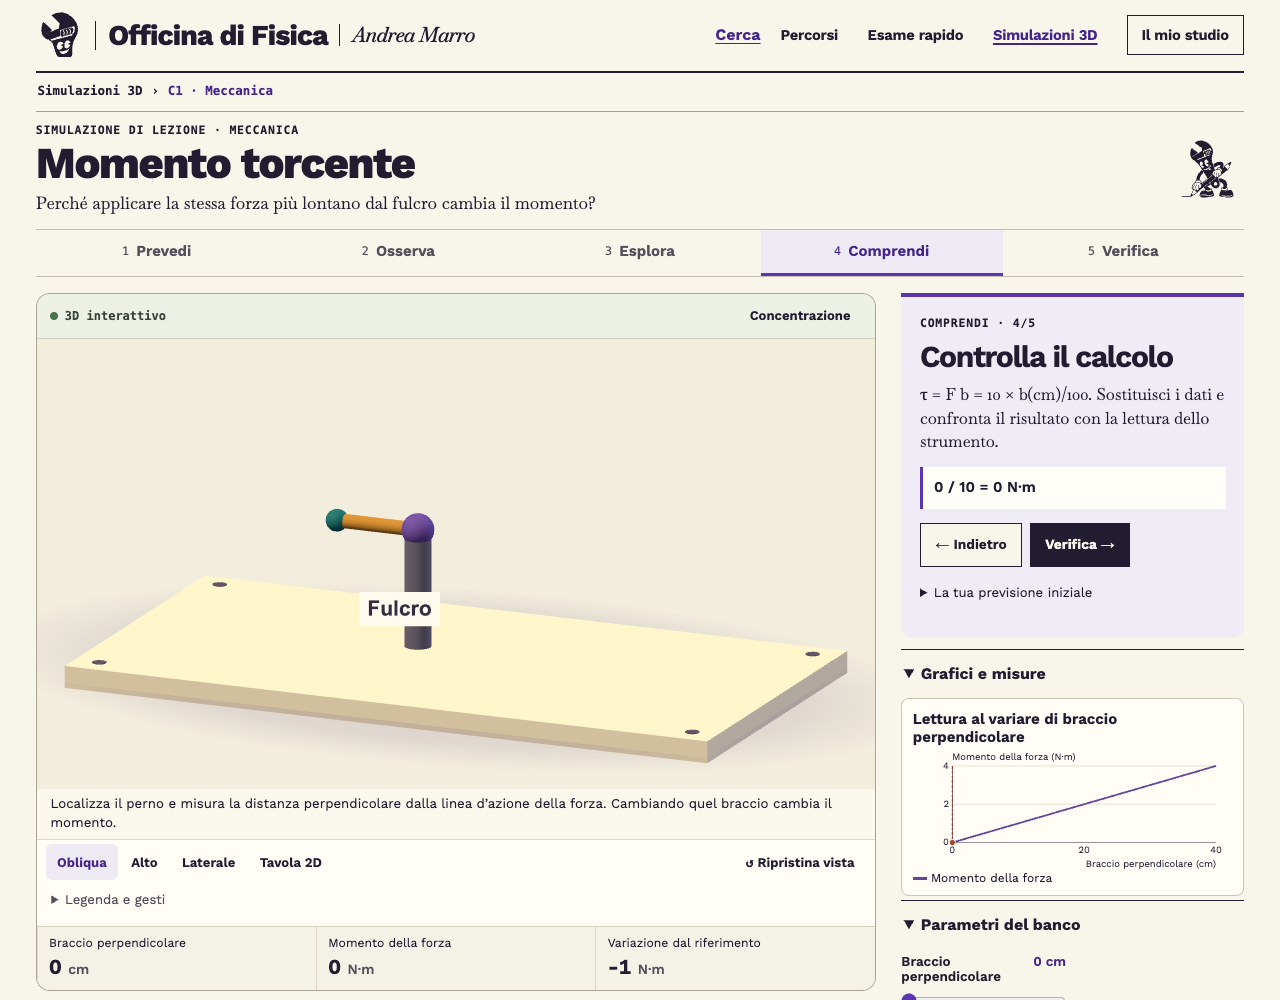 Officina di Fisica
Andrea Marro
Cerca
Percorsi
Esame rapido
Simulazioni 3D
Il mio studio
Simulazioni 3D › C1 · Meccanica
SIMULAZIONE DI LEZIONE · MECCANICA
Momento torcente
Perché applicare la stessa forza più lontano dal fulcro cambia il momento?
1 Prevedi
2 Osserva
3 Esplora
4 Comprendi
5 Verifica
3D interattivo
Concentrazione
Fulcro
Localizza il perno e misura la distanza perpendicolare dalla linea d’azione della forza. Cambiando quel braccio cambia il
momento.
Obliqua
Alto
Laterale
Tavola 2D
↺ Ripristina vista
▶ Legenda e gesti
Braccio perpendicolare
0 cm
Momento della forza
0 N·m
Variazione dal riferimento
-1 N·m
COMPRENDI · 4/5
Controlla il calcolo
τ = F b = 10 × b(cm)/100. Sostituisci i dati e
confronta il risultato con la lettura dello
strumento.
0 / 10 = 0 N·m
← Indietro
Verifica →
▶ La tua previsione iniziale
▼ Grafici e misure
Lettura al variare di braccio
perpendicolare
Momento della forza (N·m)
4
2
0
0
20
40
Braccio perpendicolare (cm)
Momento della forza
▼ Parametri del banco
Braccio
perpendicolare
0 cm